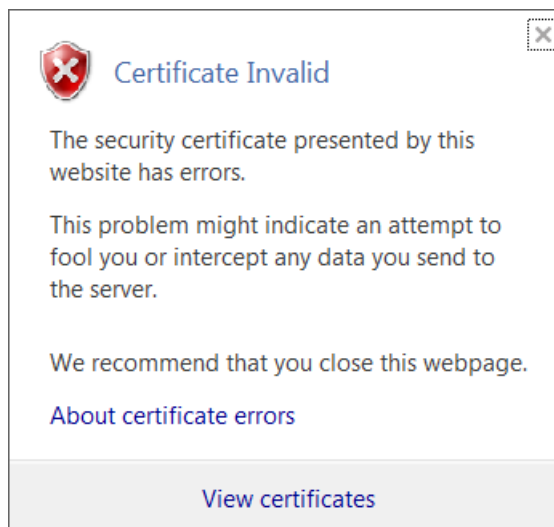 Certificate Invalid
The security certificate presented by this
website has errors.
This problem might indicate an attempt to
fool you or intercept any data you send to
the server.
We recommend that you close this webpage.
About certificate errors
View certificates